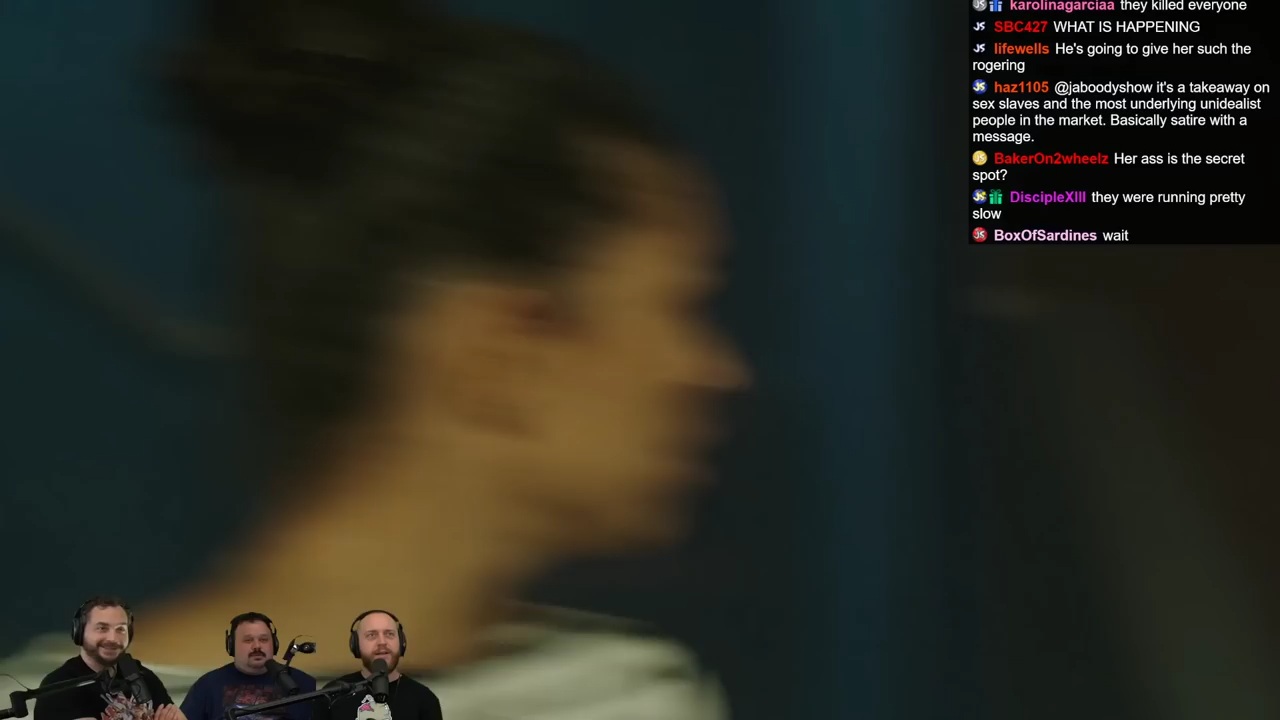 karolinagarciaa they killed everyone
SBC427 WHAT IS HAPPENING
lifewells He's going to give her such the
rogering
haz1105 @jaboodyshow it's a takeaway on
sex slaves and the most underlying unidealist
people in the market. Basically satire with a
message.
BakerOn2wheelz Her ass is the secret
spot?
DiscipleXIII they were running pretty
slow
BoxOfSardines wait